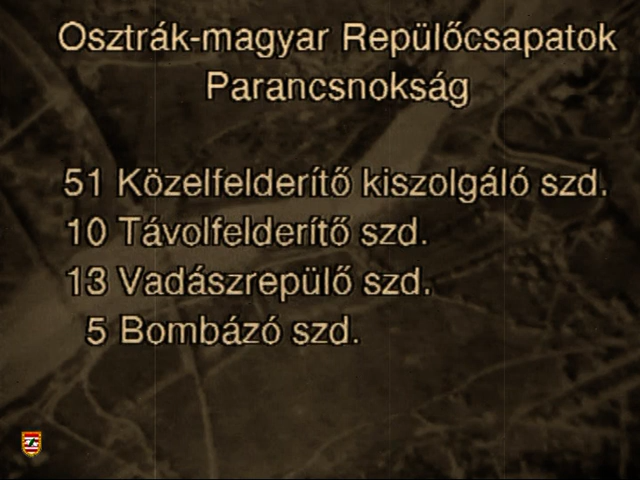 Osztrák-magyar Repülőcsapatok
Parancsnokság
51 Közelfelderítő kiszolgáló szd.
10 Távolfelderítő szd.
13 Vadászrepülő szd.
5 Bombázó szd.